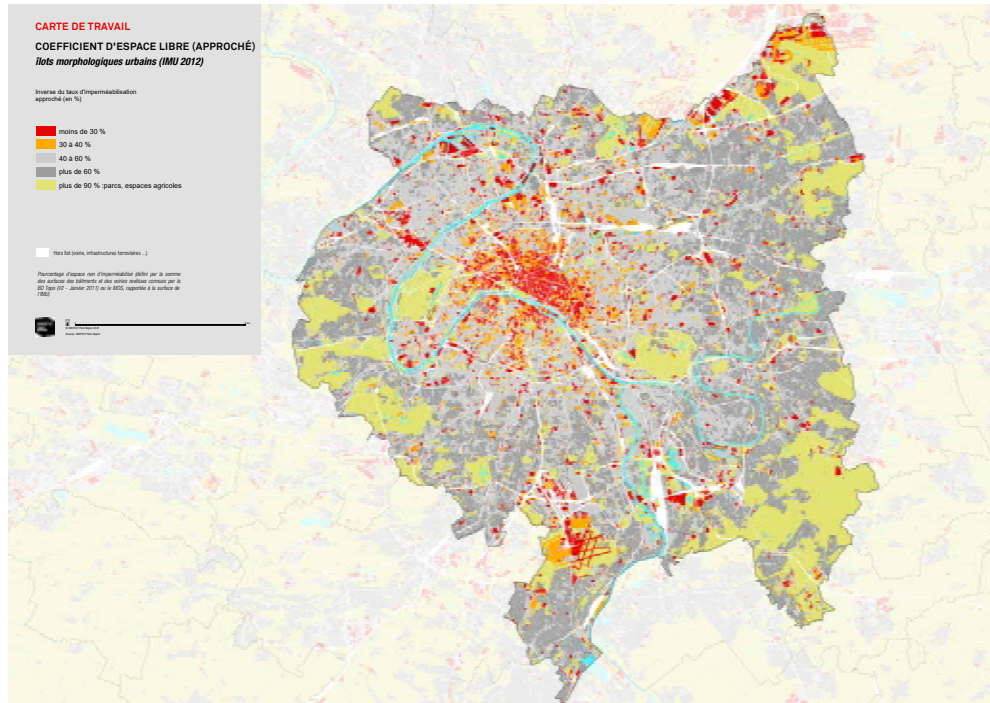 CARTE DE TRAVAIL
COEFFICIENT D'ESPACE LIBRE (APPROCHÉ)
îlots morphologiques urbains (IMU 2012)
Inverse du taux d'imperméabilisation
approché (en %)
moins de 30 %
30 à 40 %
40 à 60 %
plus de 60 %
plus de 90 % :parcs, espaces agricoles
Hors îlot (voirie, infrastructures ferroviaires ...)
Pourcentage d'espace non d'imperméabilisé (défini par la somme
des surfaces des bâtiments et des voiries revêtues connues par la
BD Topo (V2 - Janvier 2011) ou le MOS, rapportée à la surface de
l'IMU)